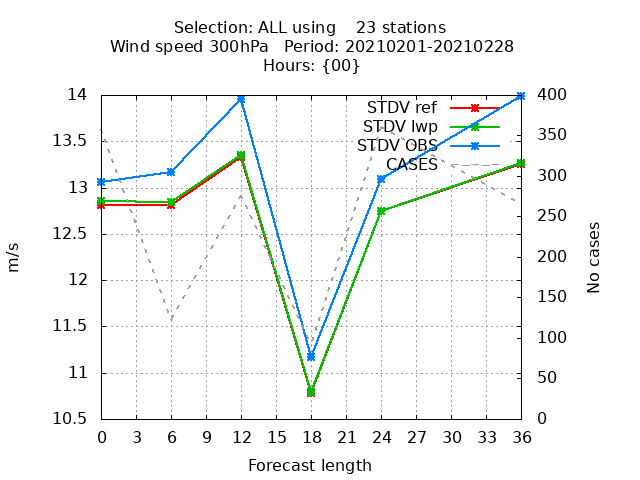 Selection: ALL using    23 stations
Wind speed 300hPa   Period: 20210201-20210228
Hours: {00}
STDV ref
STDV lwp
STDV OBS
CASES
14
13.5
13
12.5
12
11.5
11
10.5
400
350
300
250
200
150
100
50
0
m/s
No cases
0 3 6 9 12 15 18 21 24 27 30 33 36
Forecast length